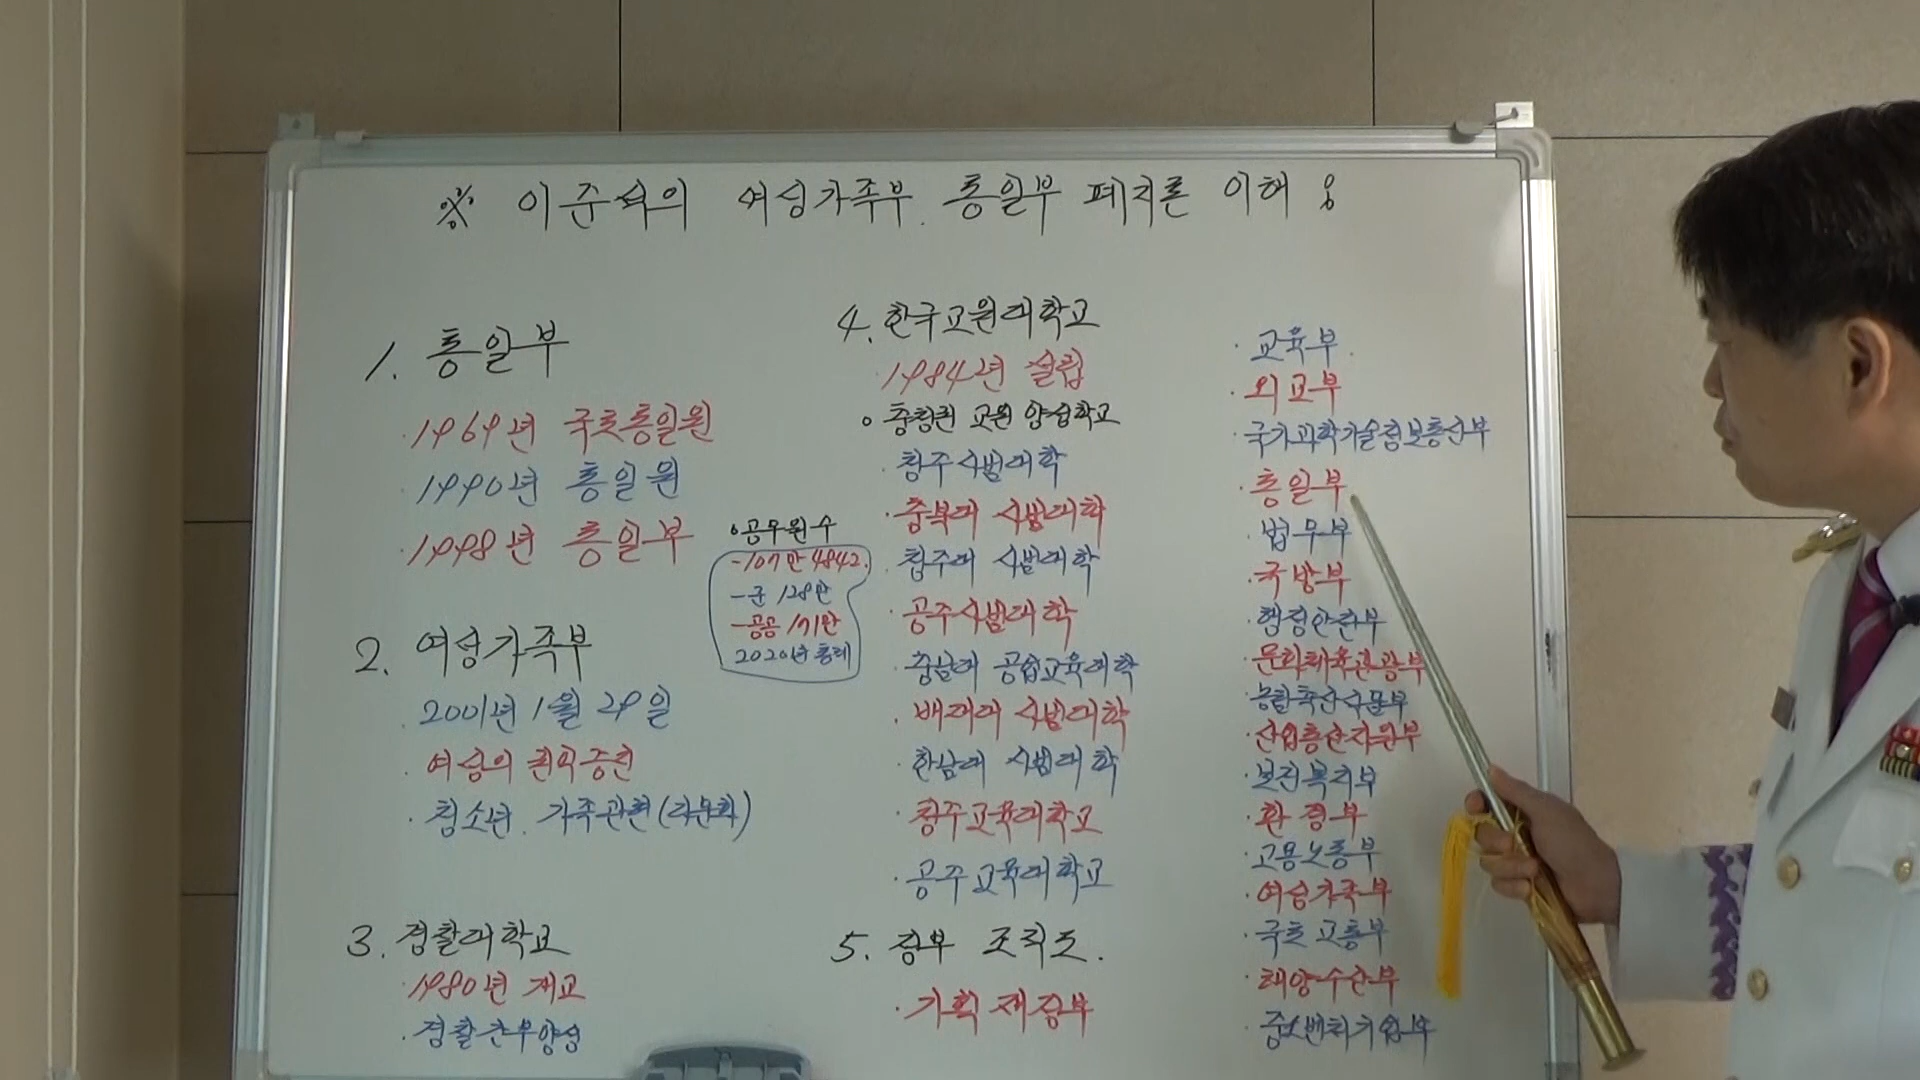 ※ 이준석의 여성가족부. 통일부 폐지론 이해 :
1. 통일부
· 1969년 국토통일원
· 1990년 통일원
· 1998년 통일부
∘공무원수
-107만 4842.
-군 128만
-공공 171만
2020년 통계
2. 여성가족부
· 2001년 1월 29일
· 여성의 권익증진
· 청소년. 가족관련(다문화)
3. 경찰대학교
· 1980년 개교
· 경찰간부양성
4. 한국교원대학교
· 1984년 설립
∘ 충청권 교원 양성학교
· 청주사범대학
· 충북대 사범대학
· 청주대 사범대학
· 공주사범대학
· 충남대 공업교육대학
· 배재대 사범대학
· 한남대 사범대학
· 청주교육대학교
· 공주교육대학교
5. 정부 조직도.
· 기획재정부
· 교육부.
· 외교부
· 국가과학기술정보통신부
· 통일부
· 법무부
· 국방부
· 행정안전부
· 문화체육관광부
· 농림축산식품부
· 산업통산자원부
· 보건복지부
· 환경부
· 고용노동부
· 여성가족부
· 국토교통부
· 해양수산부
· 중소벤처기업부